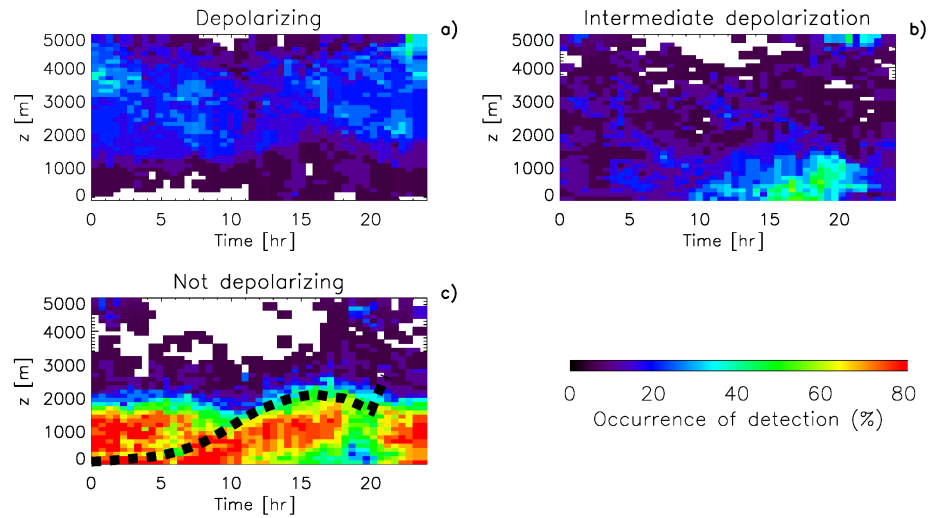 Depolarizing
a)
5000
4000
3000
2000
1000
0
z [m]
0 5 10 15 20
Time [hr]
Intermediate depolarization
b)
5000
4000
3000
2000
1000
0
z [m]
0 5 10 15 20
Time [hr]
Not depolarizing
c)
5000
4000
3000
2000
1000
0
z [m]
0 5 10 15 20
Time [hr]
0 20 40 60 80
Occurrence of detection (%)